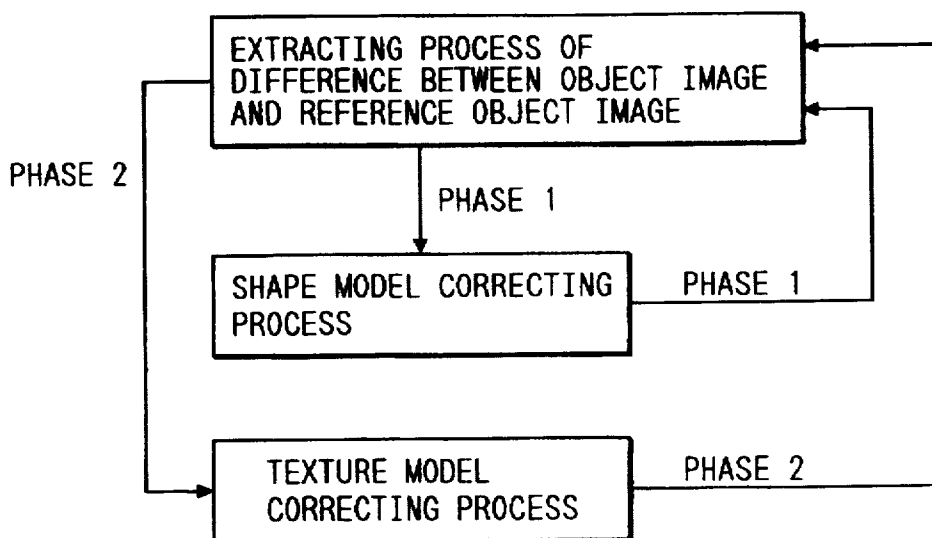 EXTRACTING PROCESS OF
DIFFERENCE BETWEEN OBJECT IMAGE
AND REFERENCE OBJECT IMAGE
PHASE 2
PHASE 1
SHAPE MODEL CORRECTING
PROCESS
PHASE 1
TEXTURE MODEL
CORRECTING PROCESS
PHASE 2